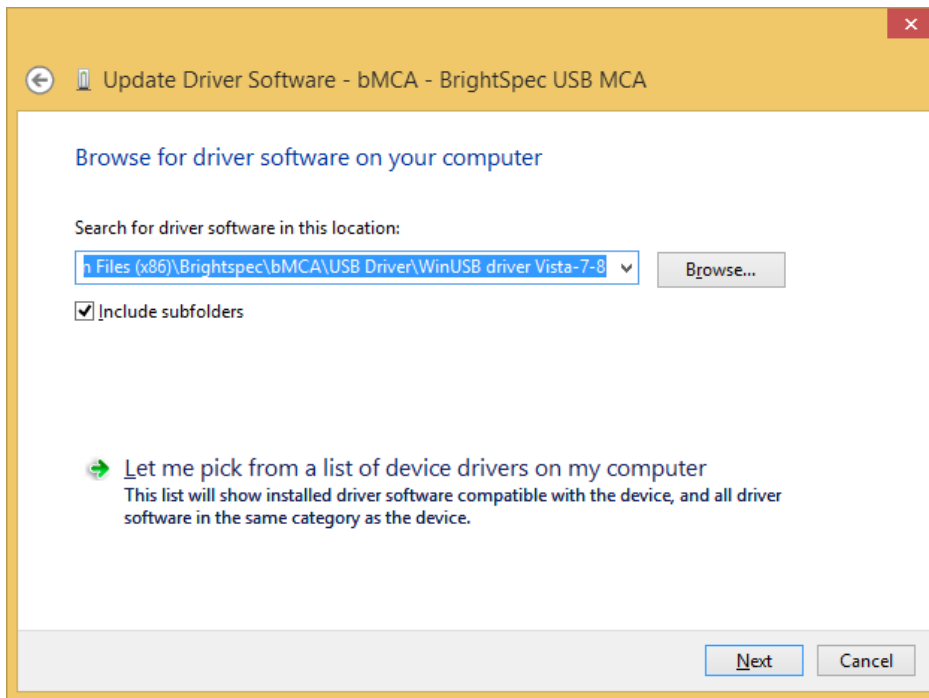 Update Driver Software - bMCA - BrightSpec USB MCA
Browse for driver software on your computer
Search for driver software in this location:
n Files (x86)\Brightspec\bMCA\USB Driver\WinUSB driver Vista-7-8
Browse...
Include subfolders
Let me pick from a list of device drivers on my computer
This list will show installed driver software compatible with the device, and all driver
software in the same category as the device.
Next
Cancel